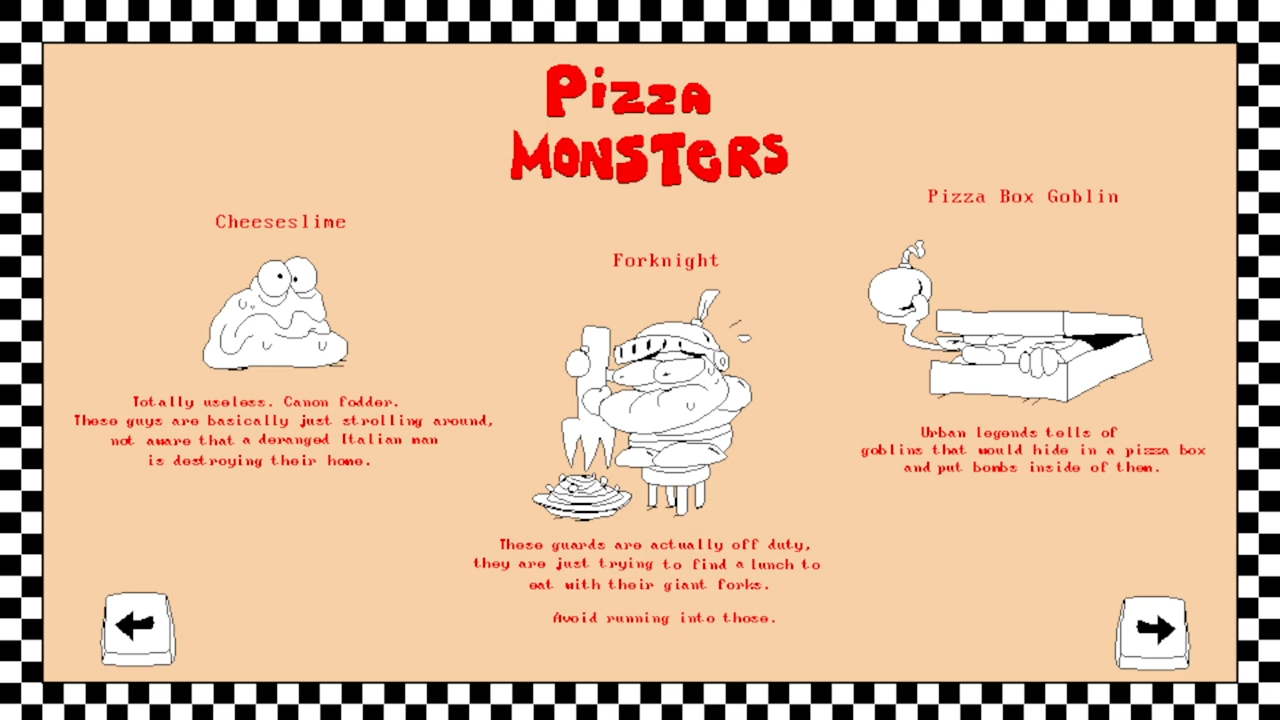 Pizza
MONSTERS
Cheeseslime
Totally useless. Canon fodder.
These guys are basically just strolling around,
not aware that a deranged Italian man
is destroying their home.
Forknight
These guards are actually off duty,
they are just trying to find a lunch to
eat with their giant forks.
Avoid running into those.
Pizza Box Goblin
Urban legends tells of
goblins that would hide in a pizza box
and put bombs inside of them.